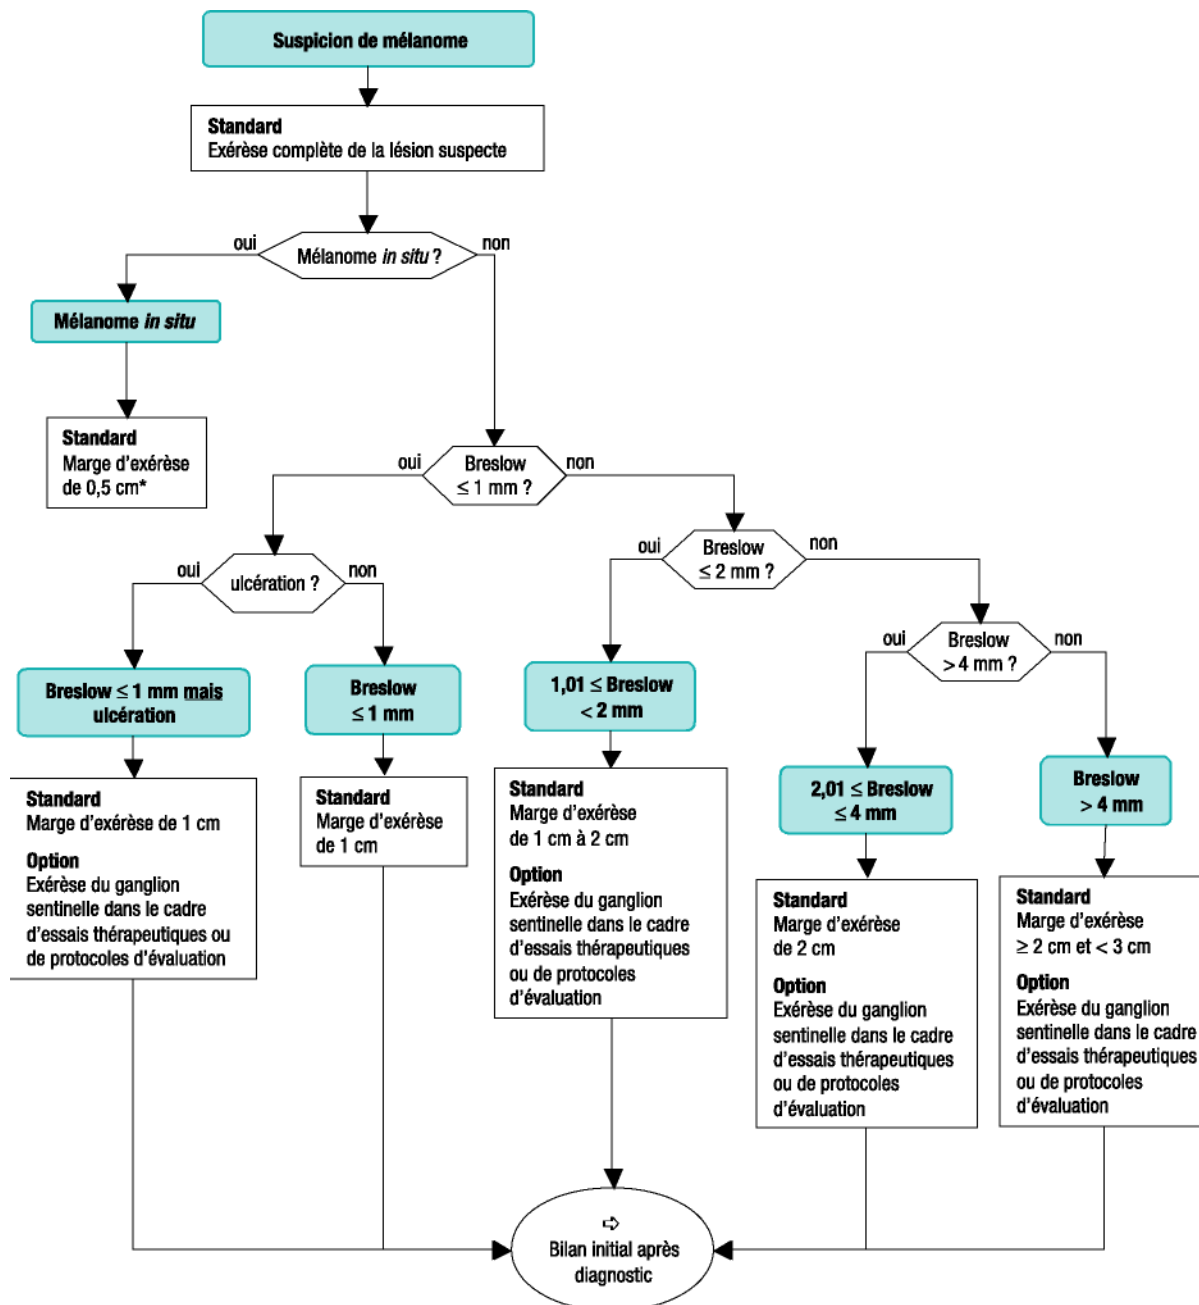 Suspicion de mélanome
Standard
Exérèse complète de la lésion suspecte
oui
Mélanome in situ ?
non
Mélanome in situ
Standard
Marge d'exérèse
de 0,5 cm*
oui
Breslow
≤ 1 mm ?
non
oui
ulcération ?
non
oui
Breslow
≤ 2 mm ?
non
oui
Breslow
> 4 mm ?
non
Breslow ≤ 1 mm mais
ulcération
Breslow
≤ 1 mm
1,01 ≤ Breslow
< 2 mm
2,01 ≤ Breslow
≤ 4 mm
Breslow
> 4 mm
Standard
Marge d'exérèse de 1 cm
Option
Exérèse du ganglion
sentinelle dans le cadre
d'essais thérapeutiques ou
de protocoles d'évaluation
Standard
Marge d'exérèse
de 1 cm
Standard
Marge d'exérèse
de 1 cm à 2 cm
Option
Exérèse du ganglion
sentinelle dans le cadre
d'essais thérapeutiques
ou de protocoles
d'évaluation
Standard
Marge d'exérèse
de 2 cm
Option
Exérèse du ganglion
sentinelle dans le cadre
d'essais thérapeutiques
ou de protocoles
d'évaluation
Standard
Marge d'exérèse
≥ 2 cm et < 3 cm
Option
Exérèse du ganglion
sentinelle dans le cadre
d'essais thérapeutiques
ou de protocoles
d'évaluation
⇨
Bilan initial après
diagnostic